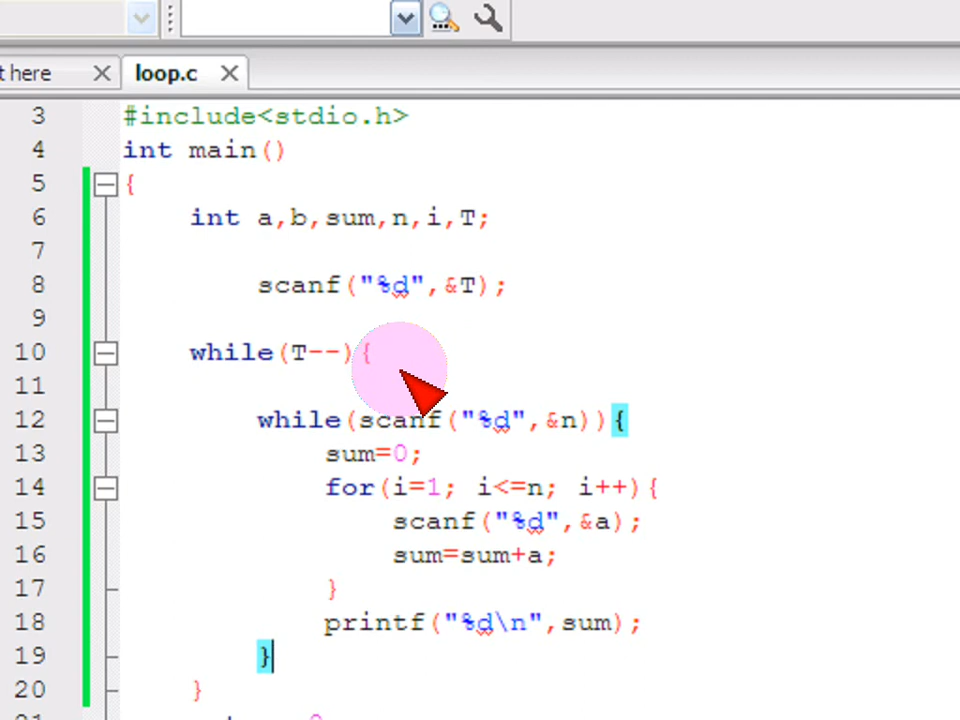 t here
loop.c
3 #include<stdio.h>
4 int main()
5 {
6 int a,b,sum,n,i,T;
7
8 scanf("%d",&T);
9
10 while(T--){
11
12 while(scanf("%d",&n)){
13 sum=0;
14 for(i=1; i<=n; i++){
15 scanf("%d",&a);
16 sum=sum+a;
17 }
18 printf("%d\n",sum);
19 }
20 }